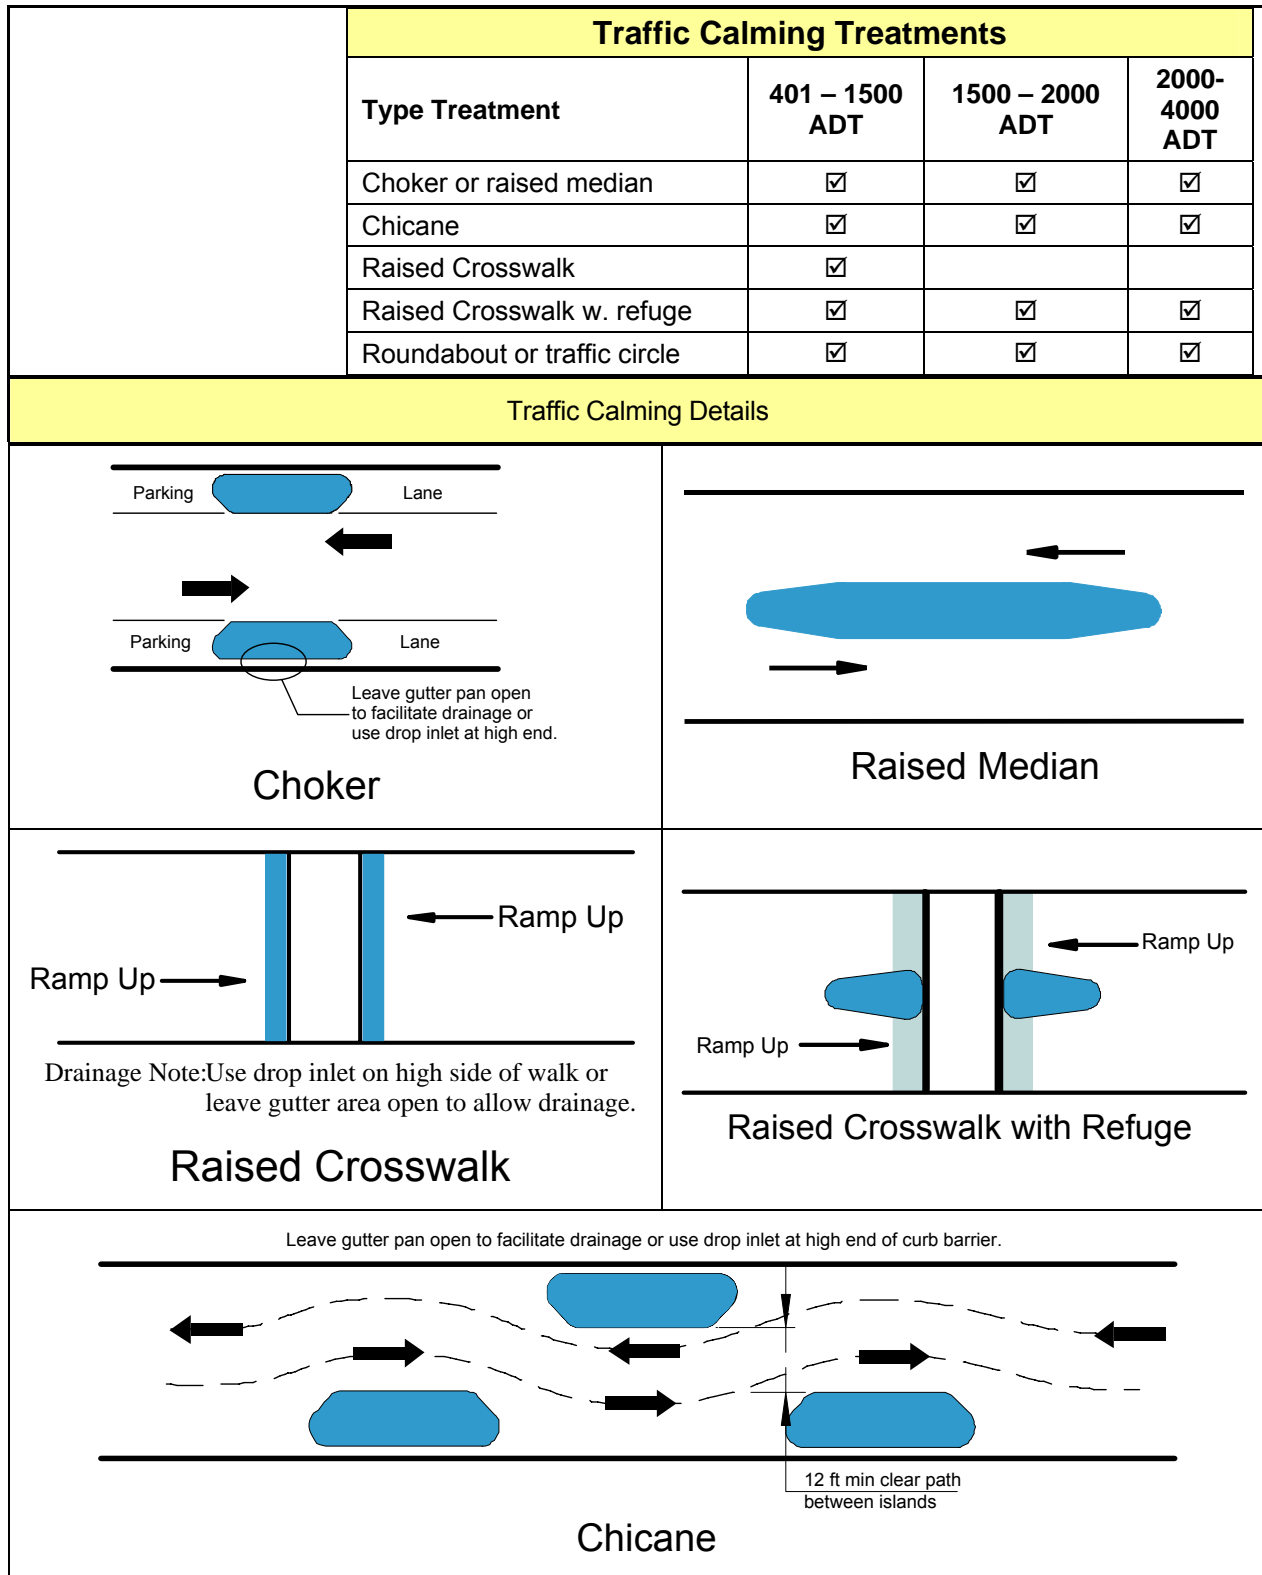 Traffic Calming Treatments
Type Treatment
401 – 1500
ADT
1500 – 2000
ADT
2000-
4000
ADT
Choker or raised median ☑ ☑ ☑
Chicane ☑ ☑ ☑
Raised Crosswalk ☑
Raised Crosswalk w. refuge ☑ ☑ ☑
Roundabout or traffic circle ☑ ☑ ☑
Traffic Calming Details
Parking Lane
Parking Lane
Leave gutter pan open
to facilitate drainage or
use drop inlet at high end.
Choker
Raised Median
Ramp Up
Ramp Up
Drainage Note:Use drop inlet on high side of walk or
leave gutter area open to allow drainage.
Raised Crosswalk
Ramp Up
Ramp Up
Raised Crosswalk with Refuge
Leave gutter pan open to facilitate drainage or use drop inlet at high end of curb barrier.
12 ft min clear path
between islands
Chicane